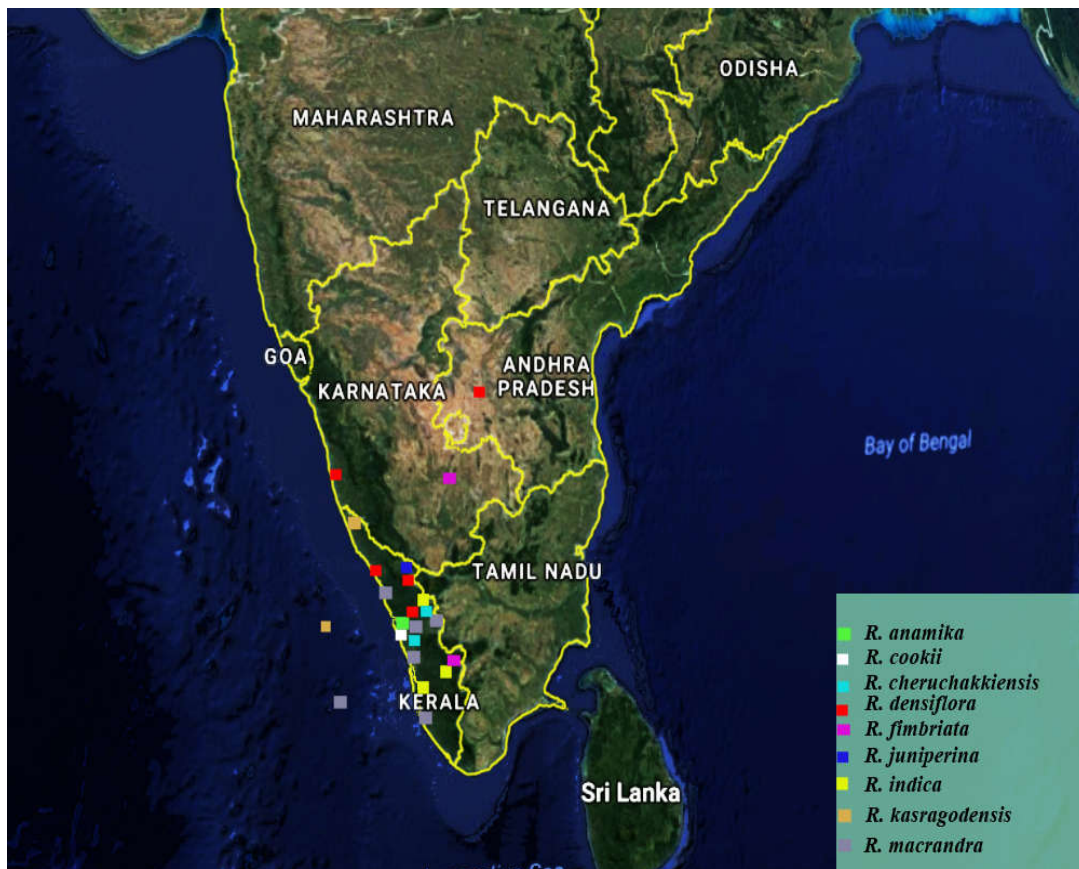 ODISHA
MAHARASHTRA
TELANGANA
GOA
ANDHRA
PRADESH
KARNATAKA
Bay of Bengal
TAMIL NADU
KERALA
Sri Lanka
R. anamika
R. cookii
R. cheruchakkiensis
R. densiflora
R. fimbriata
R. juniperina
R. indica
R. kasragodensis
R. macrandra